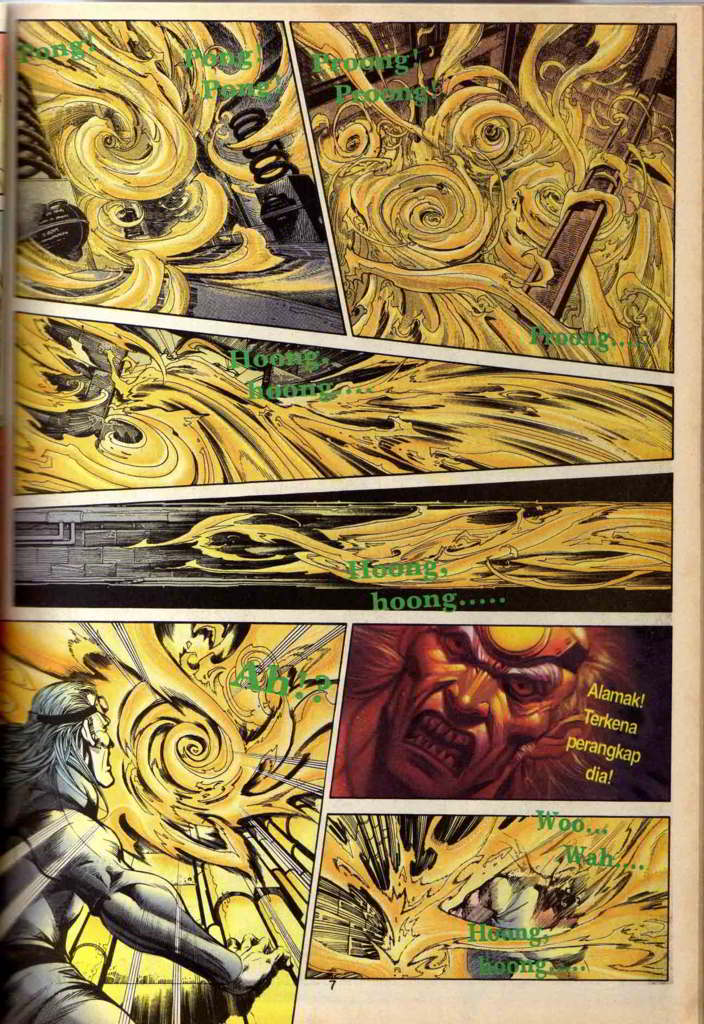 Pong!
Pong!
Pong!
Proong!
Proong!
Proong.....
Hoong,
hoong.....
Hoong,
hoong.....
Ah!?
Alamak!
Terkena
perangkap
dia!
Woo...
Wah....
Hoong,
hoong.....
7